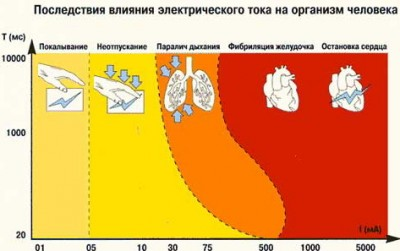 Последствия влияния электрического тока на организм человека
T (мс)
Покалывание Неотпускание Паралич дыхания Фибриляция желудочка Остановка сердца
10000
1000
20
I (мА)
01 05 10 30 75 500 1000 5000